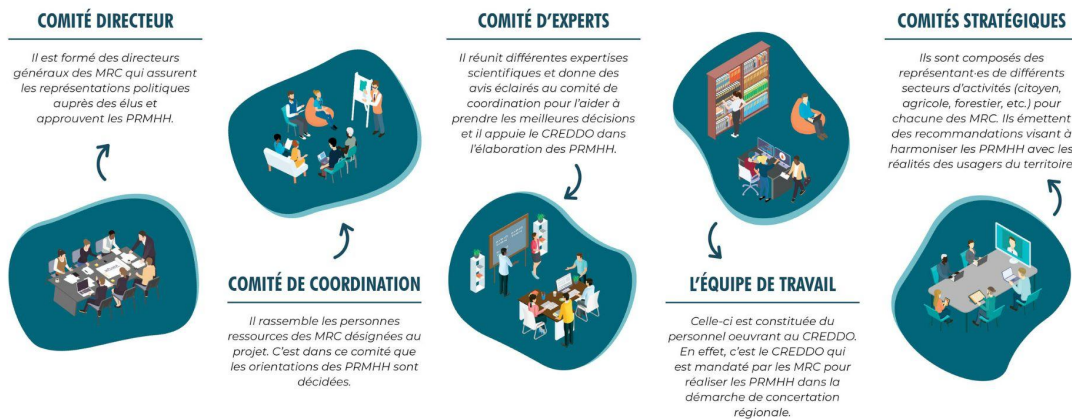 COMITÉ DIRECTEUR
Il est formé des directeurs
généraux des MRC qui assurent
les représentations politiques
auprès des élus et
approuvent les PRMHH.
COMITÉ DE COORDINATION
Il rassemble les personnes
ressources des MRC désignées au
projet. C'est dans ce comité que
les orientations des PRMHH sont
décidées.
COMITÉ D'EXPERTS
Il réunit différentes expertises
scientifiques et donne des
avis éclairés au comité de
coordination pour l'aider à
prendre les meilleures décisions
et il appuie le CREDDO dans
l'élaboration des PRMHH.
L'ÉQUIPE DE TRAVAIL
Celle-ci est constituée du
personnel oeuvrant au CREDDO.
En effet, c'est le CREDDO qui
est mandaté par les MRC pour
réaliser les PRMHH dans la
démarche de concertation
régionale.
COMITÉS STRATÉGIQUES
Ils sont composés des
représentant·es de différents
secteurs d'activités (citoyen,
agricole, forestier, etc.) pour
chacune des MRC. Ils émettent
des recommandations visant à
harmoniser les PRMHH avec les
réalités des usagers du territoire